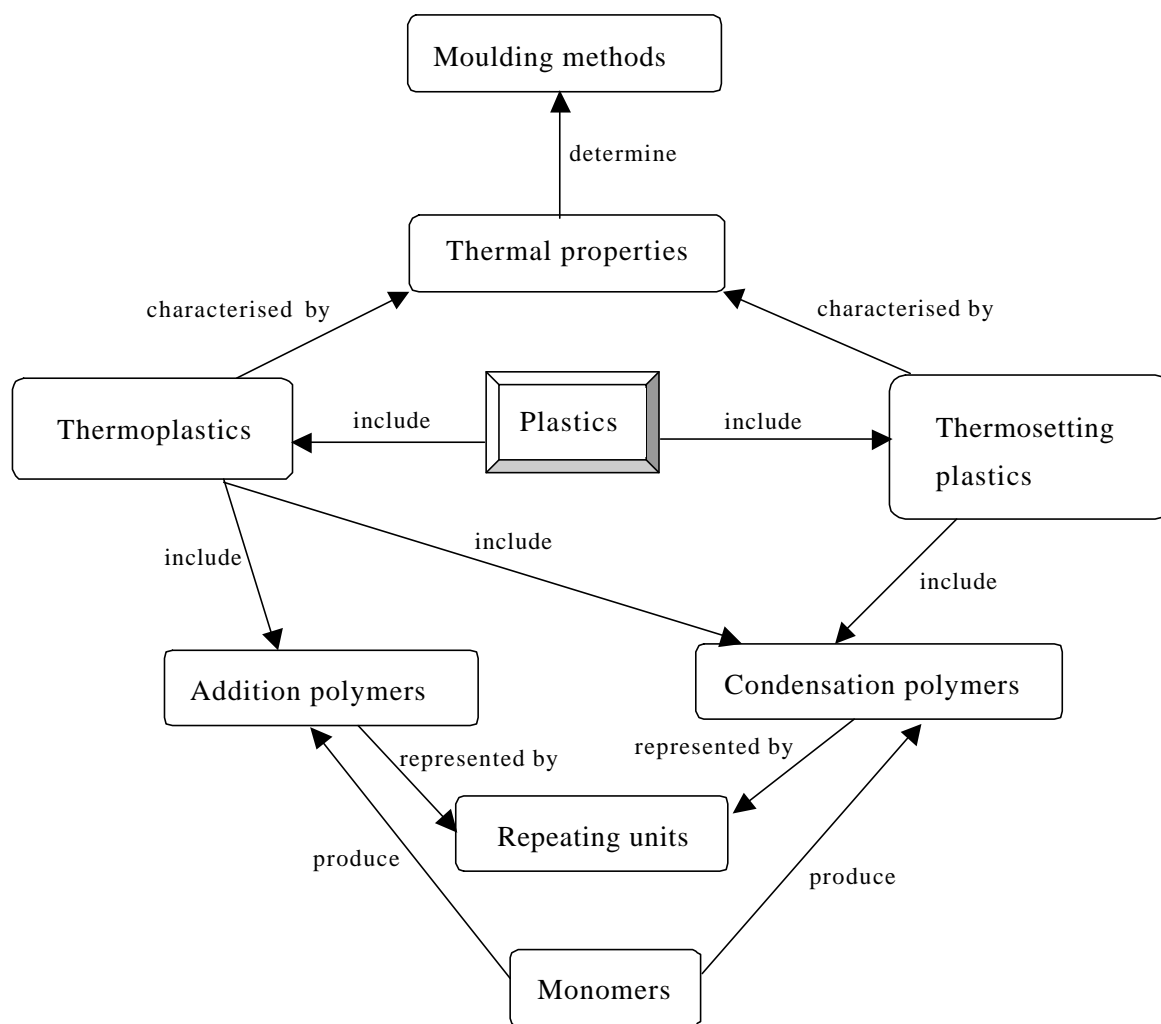 Moulding methods
determine
Thermal properties
characterised by
characterised by
Thermoplastics
include
Plastics
include
Thermosetting
plastics
include
include
include
Addition polymers
Condensation polymers
represented by
represented by
Repeating units
produce
produce
Monomers